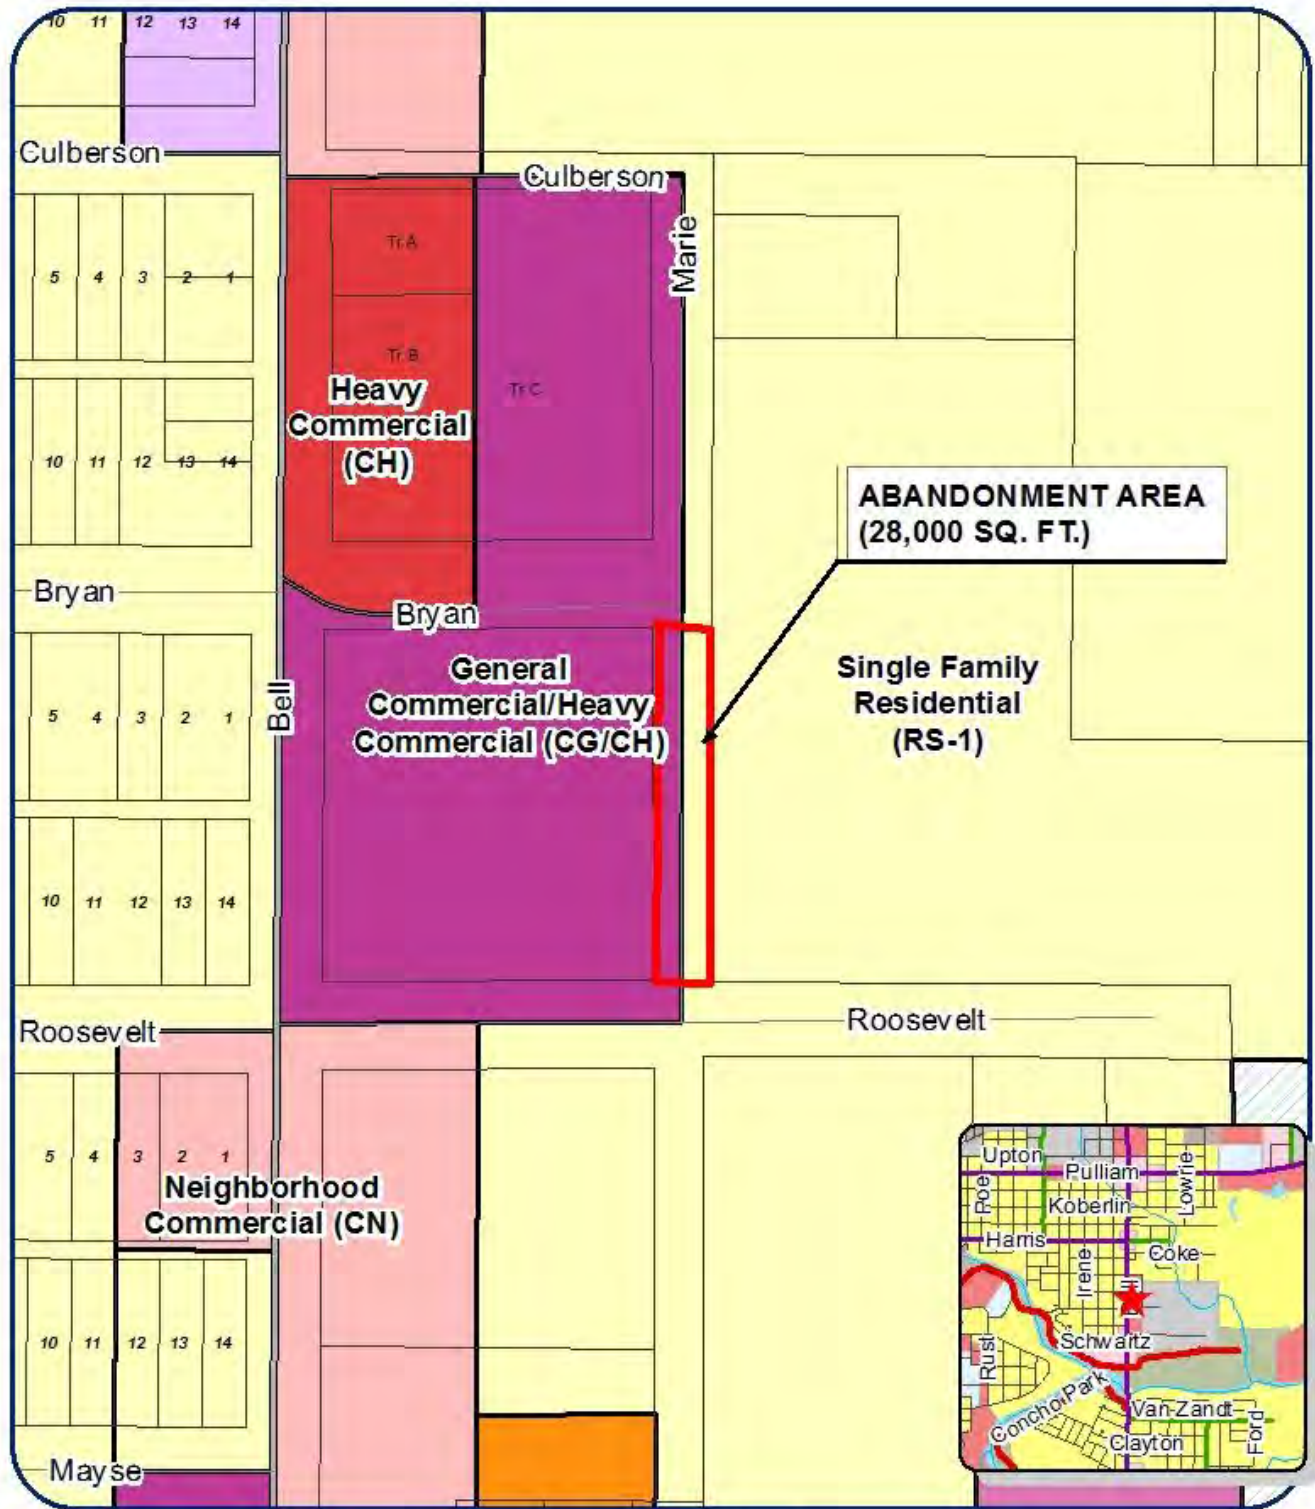 10 11 12 13 14
Culberson
Culberson
Marie
Tr.A
5 4 3 2 1
Tr.B
Tr.C
Heavy
Commercial
(CH)
10 11 12 13 14
ABANDONMENT AREA
(28,000 SQ. FT.)
Bryan
Bryan
General
Commercial/Heavy
Commercial (CG/CH)
Single Family
Residential
(RS-1)
5 4 3 2 1
Bell
10 11 12 13 14
Roosevelt
Roosevelt
5 4 3 2 1
Neighborhood
Commercial (CN)
10 11 12 13 14
Mayse
Upton
Pulliam
Poe
Lowrie
Koberlin
Harris
Coke
Irene
Schwartz
Rust
Concho Park
Van Zandt
Ford
Clayton